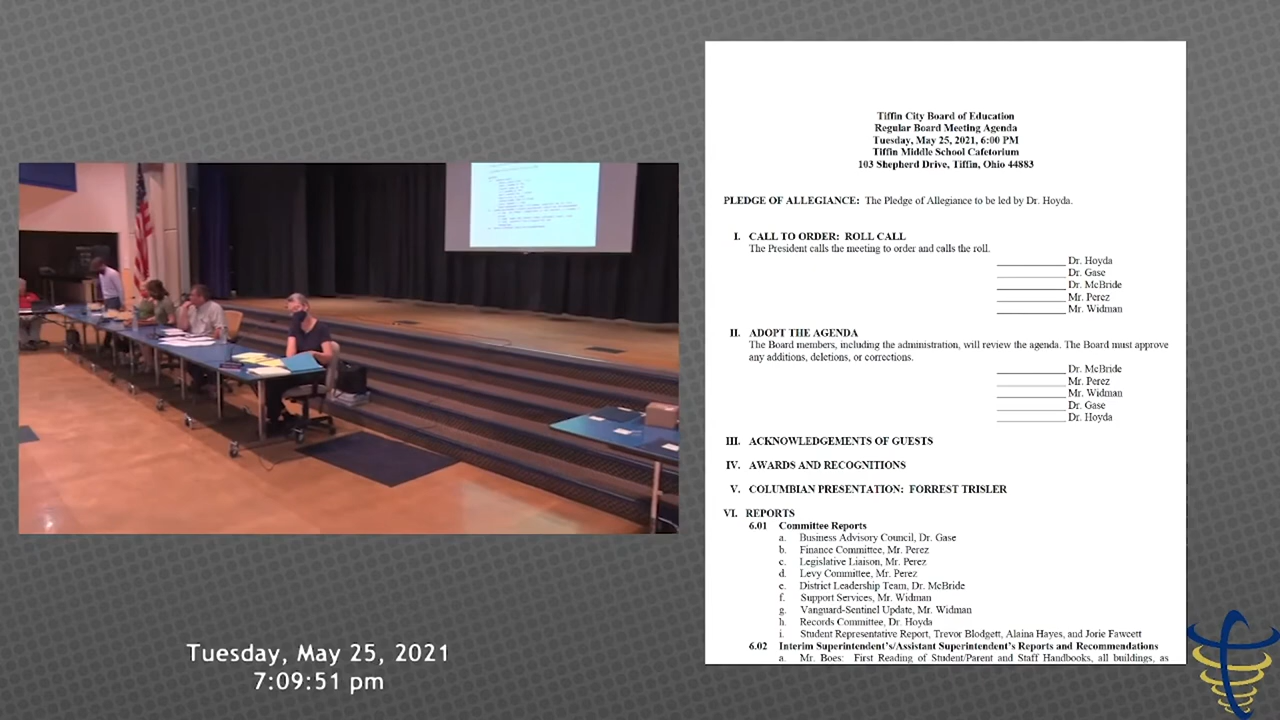 Tiffin City Board of Education
Regular Board Meeting Agenda
Tuesday, May 25, 2021, 6:00 PM
Tiffin Middle School Cafetorium
103 Shepherd Drive, Tiffin, Ohio 44883
PLEDGE OF ALLEGIANCE: The Pledge of Allegiance to be led by Dr. Hoyda.
I. CALL TO ORDER: ROLL CALL
The President calls the meeting to order and calls the roll.
____________ Dr. Hoyda
____________ Dr. Gase
____________ Dr. McBride
____________ Mr. Perez
____________ Mr. Widman
II. ADOPT THE AGENDA
The Board members, including the administration, will review the agenda. The Board must approve
any additions, deletions, or corrections.
____________ Dr. McBride
____________ Mr. Perez
____________ Mr. Widman
____________ Dr. Gase
____________ Dr. Hoyda
III. ACKNOWLEDGEMENTS OF GUESTS
IV. AWARDS AND RECOGNITIONS
V. COLUMBIAN PRESENTATION: FORREST TRISLER
VI. REPORTS
6.01 Committee Reports
a. Business Advisory Council, Dr. Gase
b. Finance Committee, Mr. Perez
c. Legislative Liaison, Mr. Perez
d. Levy Committee, Mr. Perez
e. District Leadership Team, Dr. McBride
f. Support Services, Mr. Widman
g. Vanguard-Sentinel Update, Mr. Widman
h. Records Committee, Dr. Hoyda
i. Student Representative Report, Trevor Blodgett, Alaina Hayes, and Jorie Fawcett
6.02 Interim Superintendent's/Assistant Superintendent's Reports and Recommendations
a. Mr. Boes: First Reading of Student/Parent and Staff Handbooks, all buildings, as
Tuesday, May 25, 2021
7:09:51 pm